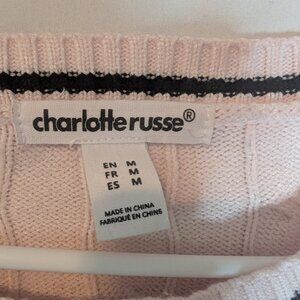 charlotte russe®
EN M
FR M
ES M
MADE IN CHINA
FABRIQUÉ EN CHINE